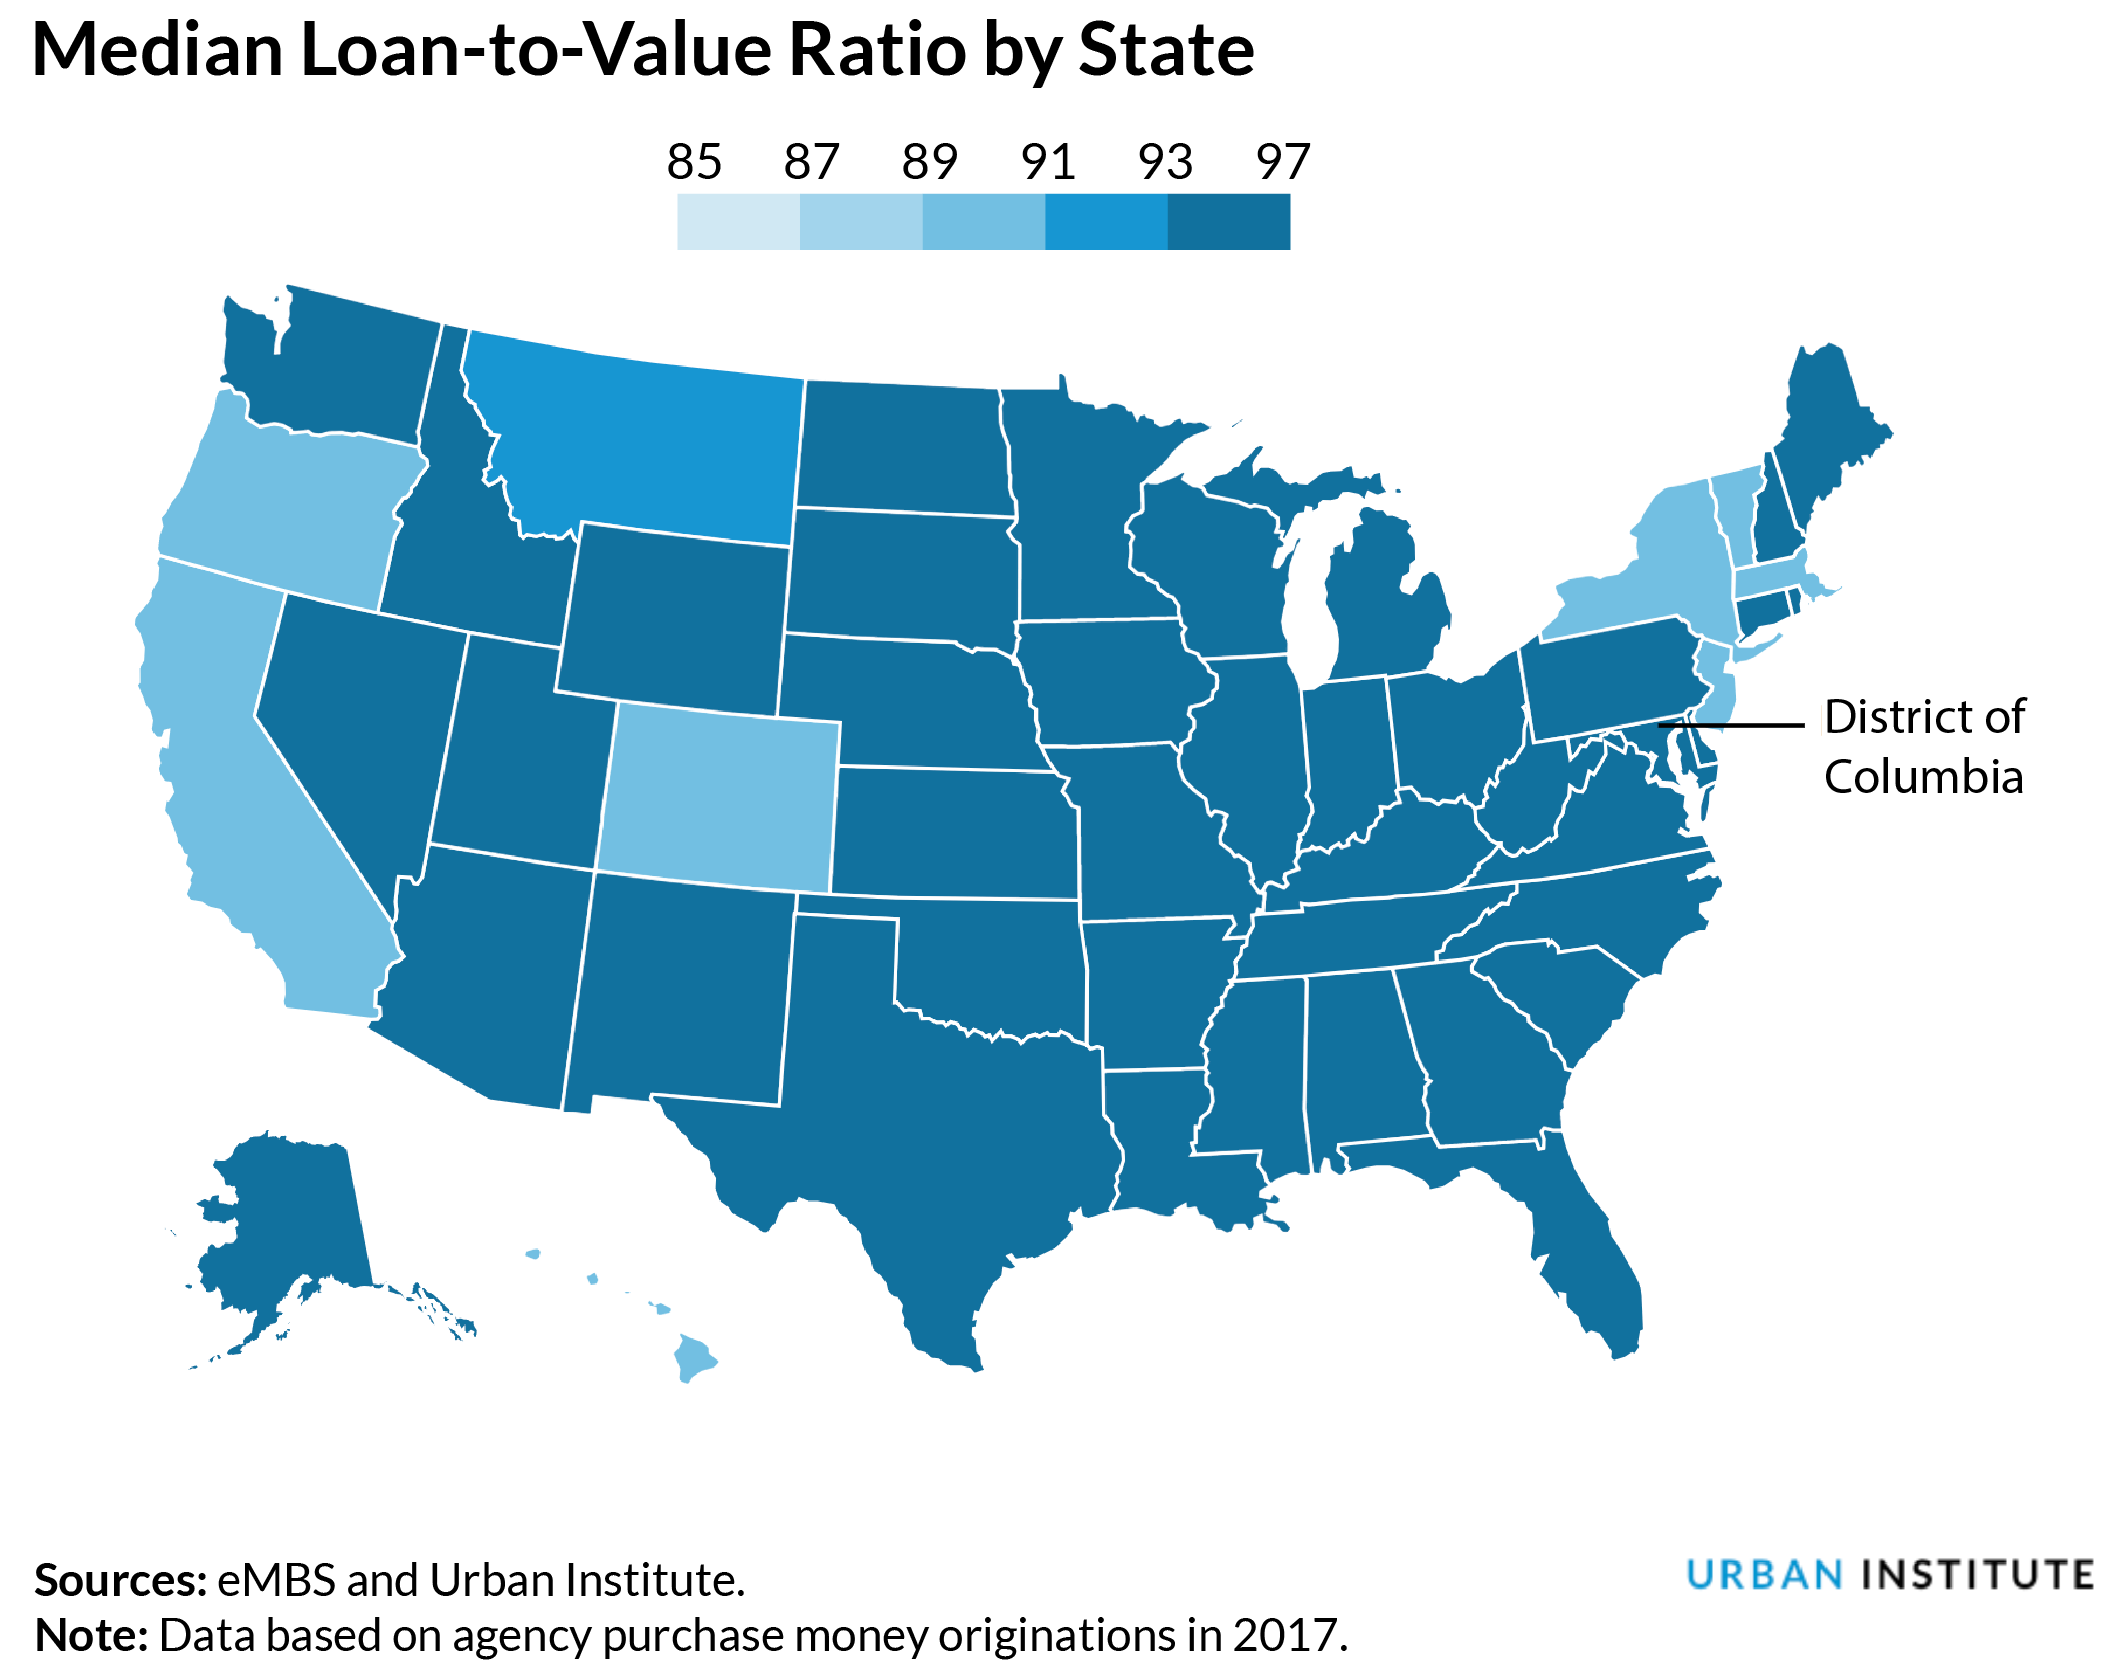 Median Loan-to-Value Ratio by State
85 87 89 91 93 97
District of
Columbia
Sources: eMBS and Urban Institute.
Note: Data based on agency purchase money originations in 2017.
URBAN INSTITUTE